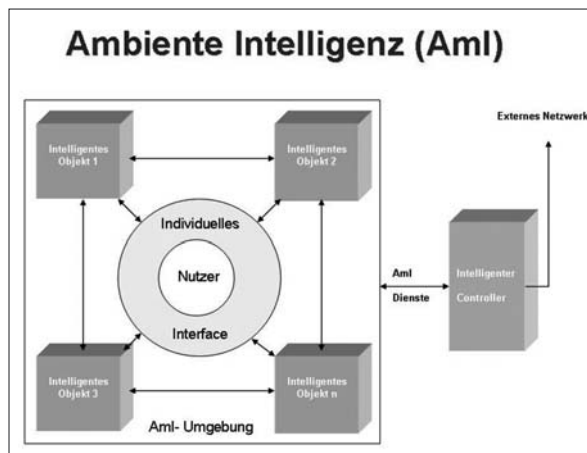 Ambiente Intelligenz (AmI)
Externes Netzwerk
Intelligentes
Objekt 1
Intelligentes
Objekt 2
Individuelles
Nutzer
Interface
AmI
Dienste
Intelligenter
Controller
Intelligentes
Objekt 3
Intelligentes
Objekt n
AmI- Umgebung